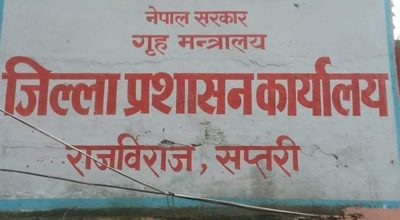 नेपाल सरकार
गृह मन्त्रालय
जिल्ला प्रशासन कार्यालय
राजविराज, सप्तरी